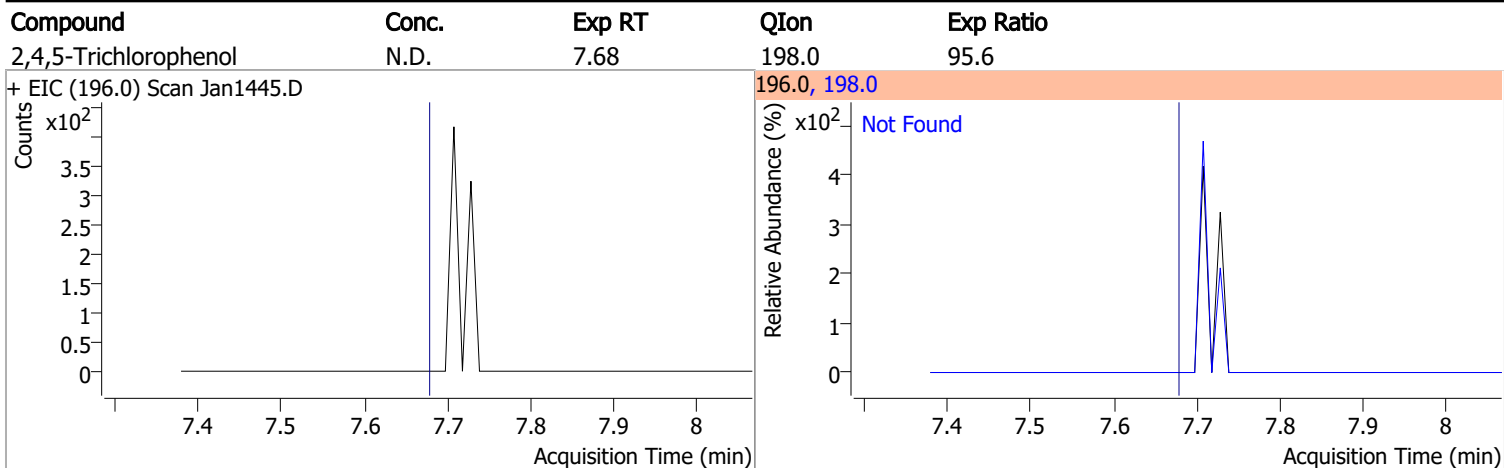 Compound Conc. Exp RT QIon Exp Ratio
2,4,5-Trichlorophenol N.D. 7.68 198.0 95.6
+ EIC (196.0) Scan Jan1445.D
Counts
x10²
3.5
3
2.5
2
1.5
1
0.5
0
7.4 7.5 7.6 7.7 7.8 7.9 8
Acquisition Time (min)
196.0, 198.0
Relative Abundance (%)
x10²
Not Found
4
3
2
1
0
7.4 7.5 7.6 7.7 7.8 7.9 8
Acquisition Time (min)